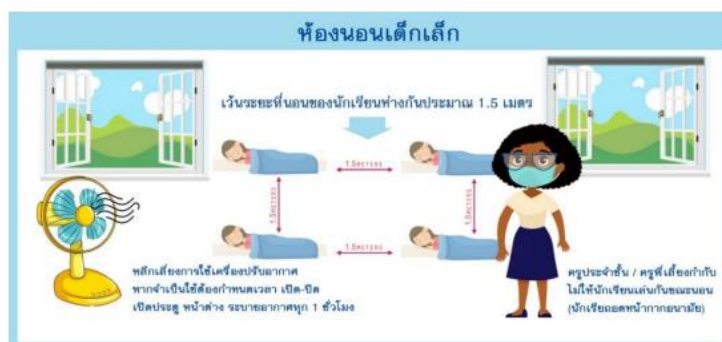 ห้องนอนเด็กเล็ก
เว้นระยะที่นอนของนักเรียนห่างกันประมาณ 1.5 เมตร
1.5METERS
1.5METERS
1.5METERS
1.5METERS
หลีกเลี่ยงการใช้เครื่องปรับอากาศ
หากจำเป็นใช้ต้องกำหนดเวลา เปิด-ปิด
เปิดประตู หน้าต่าง ระบายอากาศทุก 1 ชั่วโมง
ครูประจำชั้น / ครูพี่เลี้ยงกำกับ
ไม่ให้นักเรียนเล่นกันขณะนอน
(นักเรียถอดหน้ากากอนามัย)